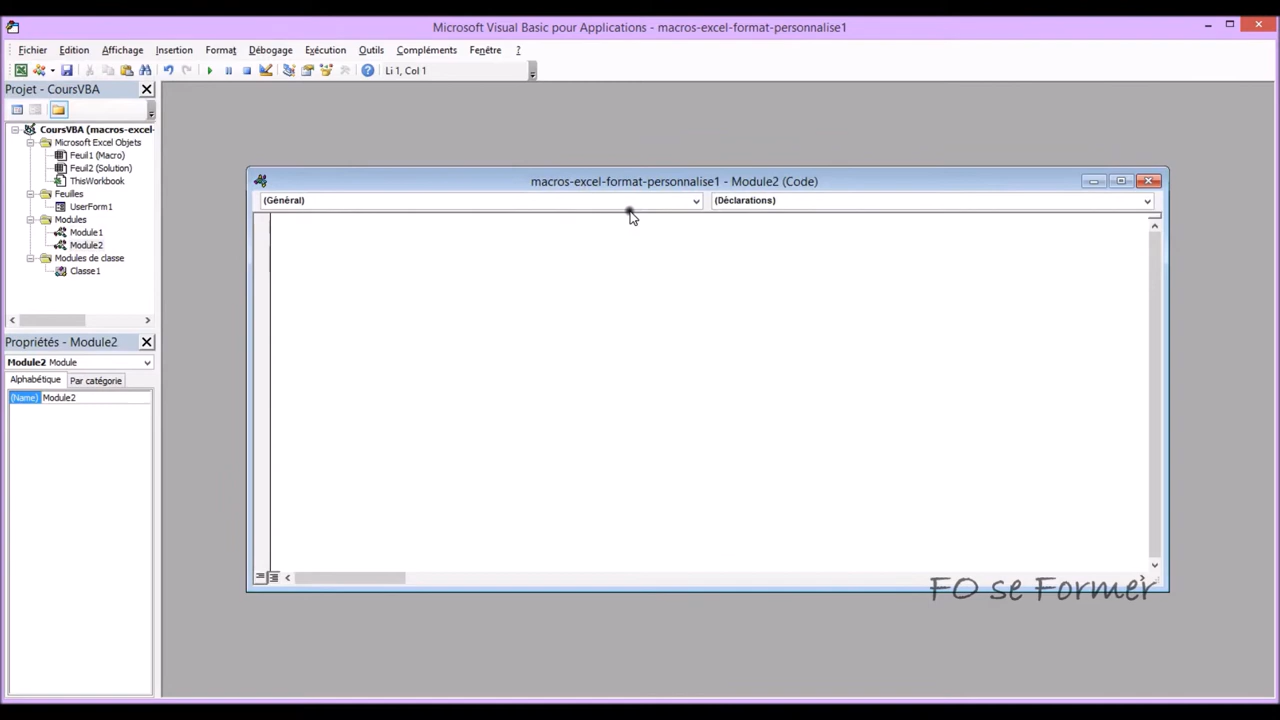 Microsoft Visual Basic pour Applications - macros-excel-format-personnalise1
Fichier Edition Affichage Insertion Format Débogage Exécution Outils Compléments Fenêtre ?
Li 1, Col 1
Projet - CoursVBA
CoursVBA (macros-excel-
Microsoft Excel Objets
Feuil1 (Macro)
Feuil2 (Solution)
ThisWorkbook
Feuilles
UserForm1
Modules
Module1
Module2
Modules de classe
Classe1
Propriétés - Module2
Module2 Module
Alphabétique Par catégorie
(Name) Module2
macros-excel-format-personnalise1 - Module2 (Code)
(Général) (Déclarations)
FO se Former